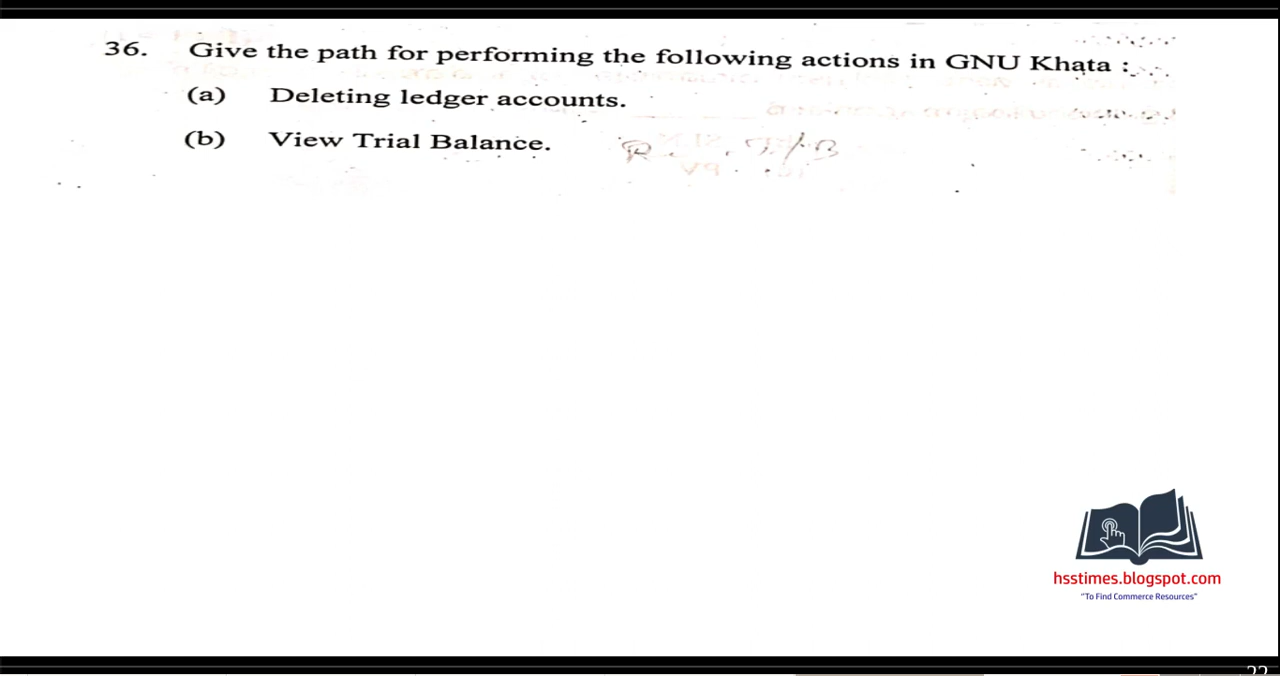 36. Give the path for performing the following actions in GNU Khata :
(a) Deleting ledger accounts.
(b) View Trial Balance.
hsstimes.blogspot.com
"To Find Commerce Resources"
22